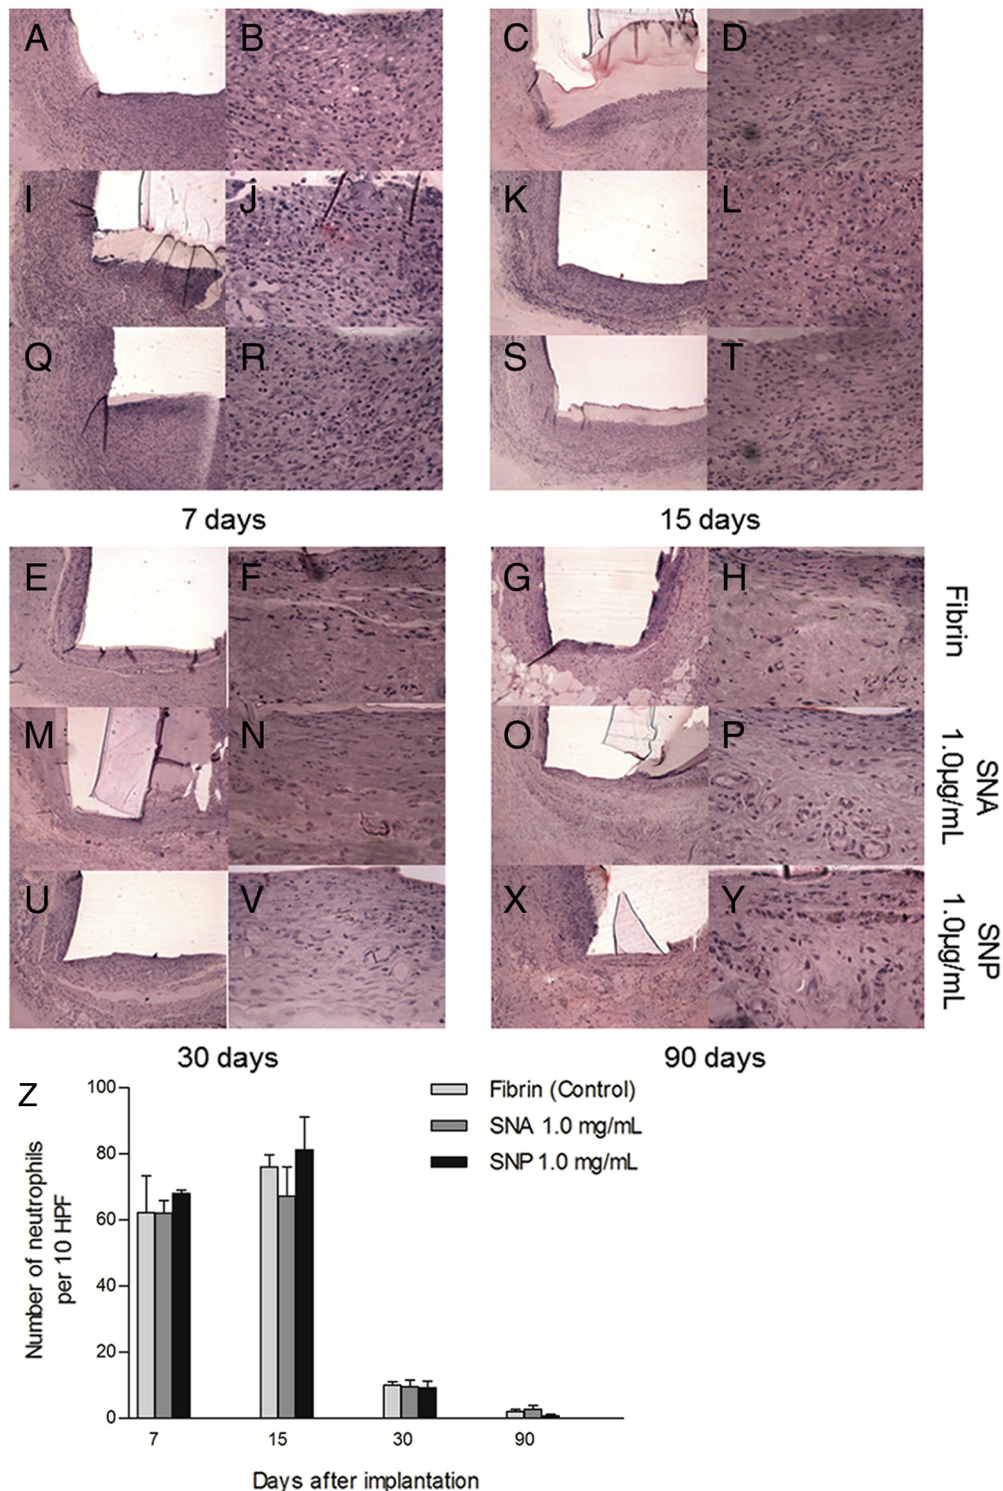 A
B
C
D
I
J
K
L
Q
R
S
T
7 days
15 days
E
F
G
H
Fibrin
M
N
O
P
SNA
1.0µg/mL
U
V
X
Y
SNP
1.0µg/mL
30 days
90 days
Z
Number of neutrophils
per 10 HPF
100
80
60
40
20
0
Fibrin (Control)
SNA 1.0 mg/mL
SNP 1.0 mg/mL
7
15
30
90
Days after implantation